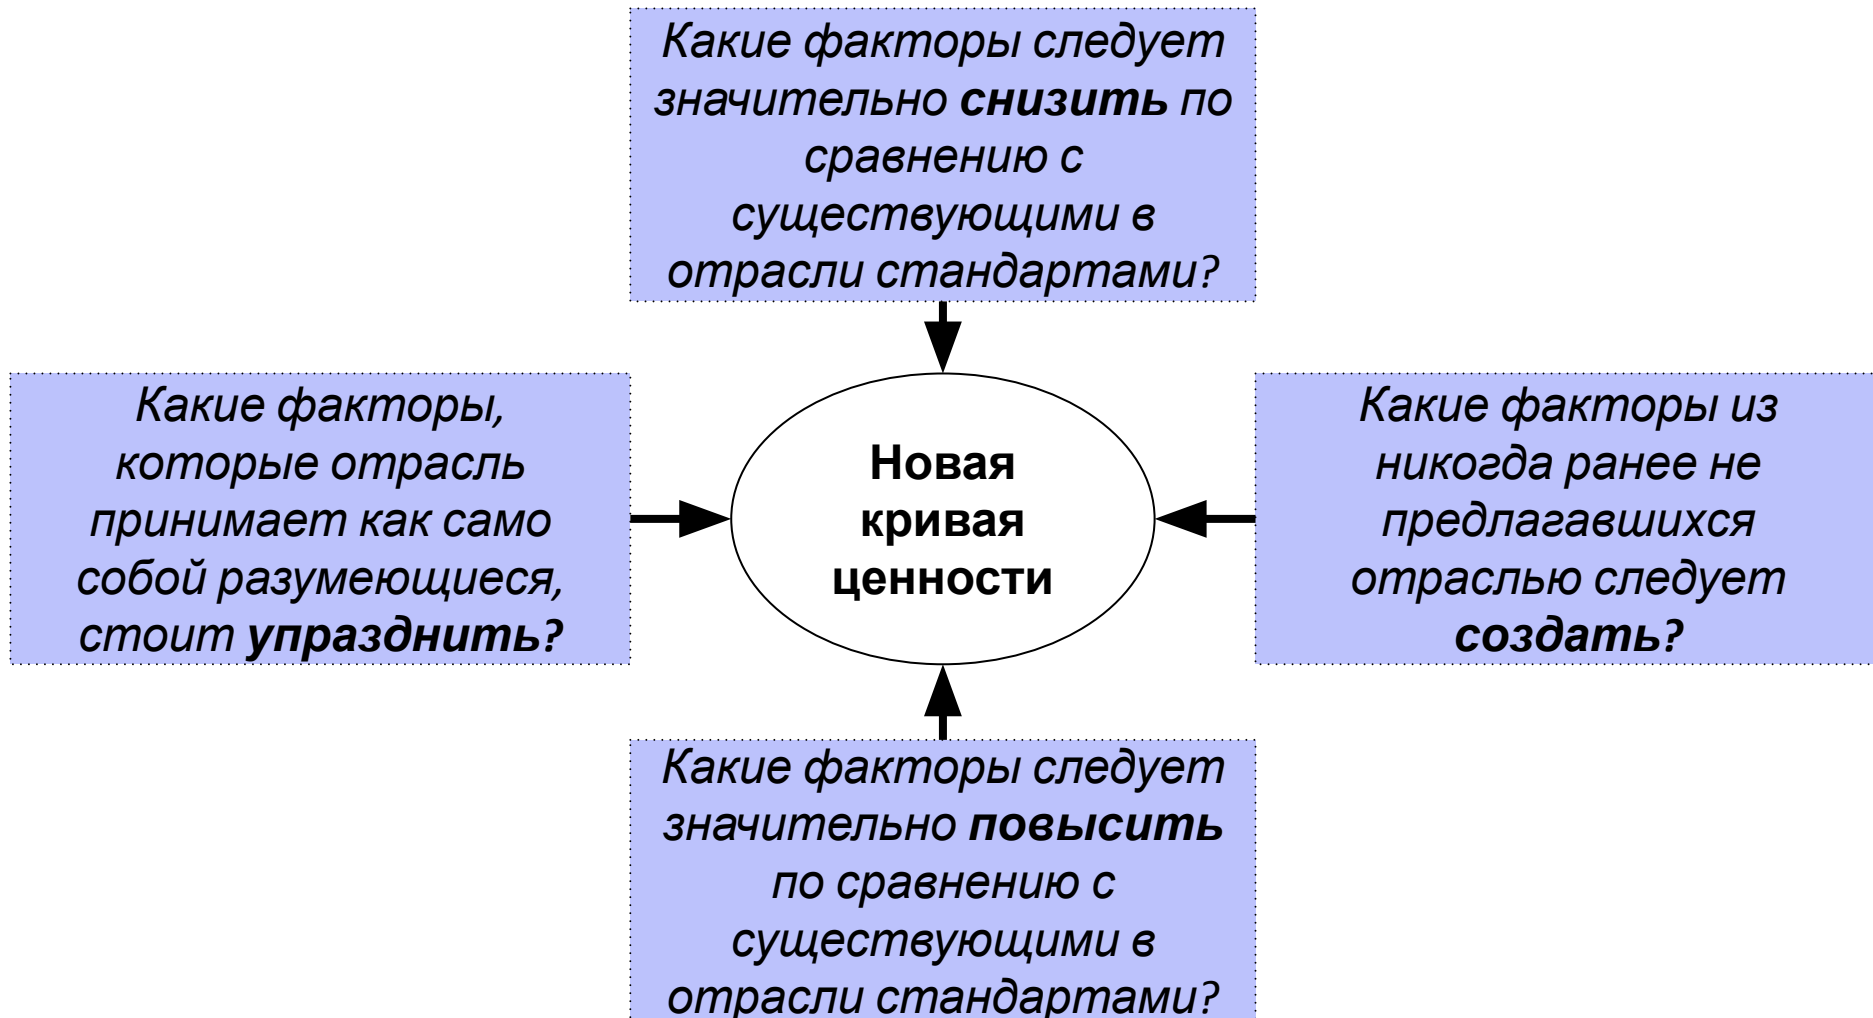 Какие факторы следует
значительно снизить по
сравнению с
существующими в
отрасли стандартами?
Какие факторы,
которые отрасль
принимает как само
собой разумеющиеся,
стоит упразднить?
Новая
кривая
ценности
Какие факторы из
никогда ранее не
предлагавшихся
отраслью следует
создать?
Какие факторы следует
значительно повысить
по сравнению с
существующими в
отрасли стандартами?